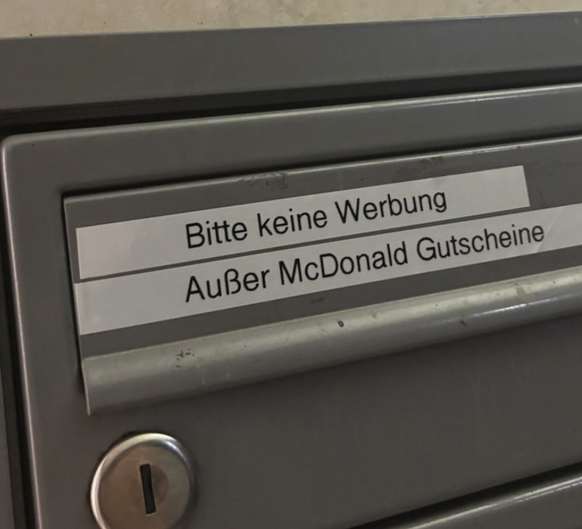 Bitte keine Werbung
Außer McDonald Gutscheine